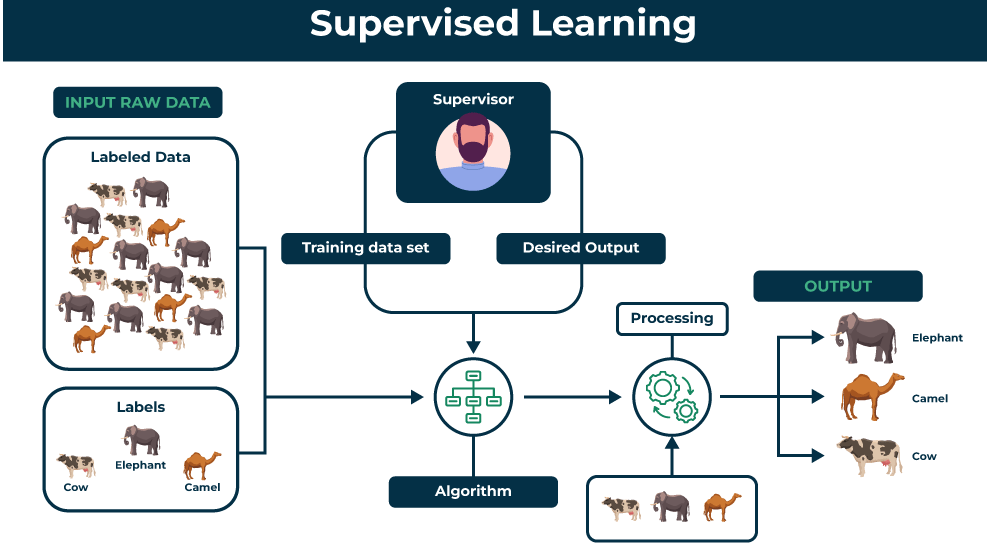 Supervised Learning
INPUT RAW DATA
Labeled Data
Labels
Elephant
Cow
Camel
Supervisor
Training data set
Desired Output
Algorithm
Processing
OUTPUT
Elephant
Camel
Cow